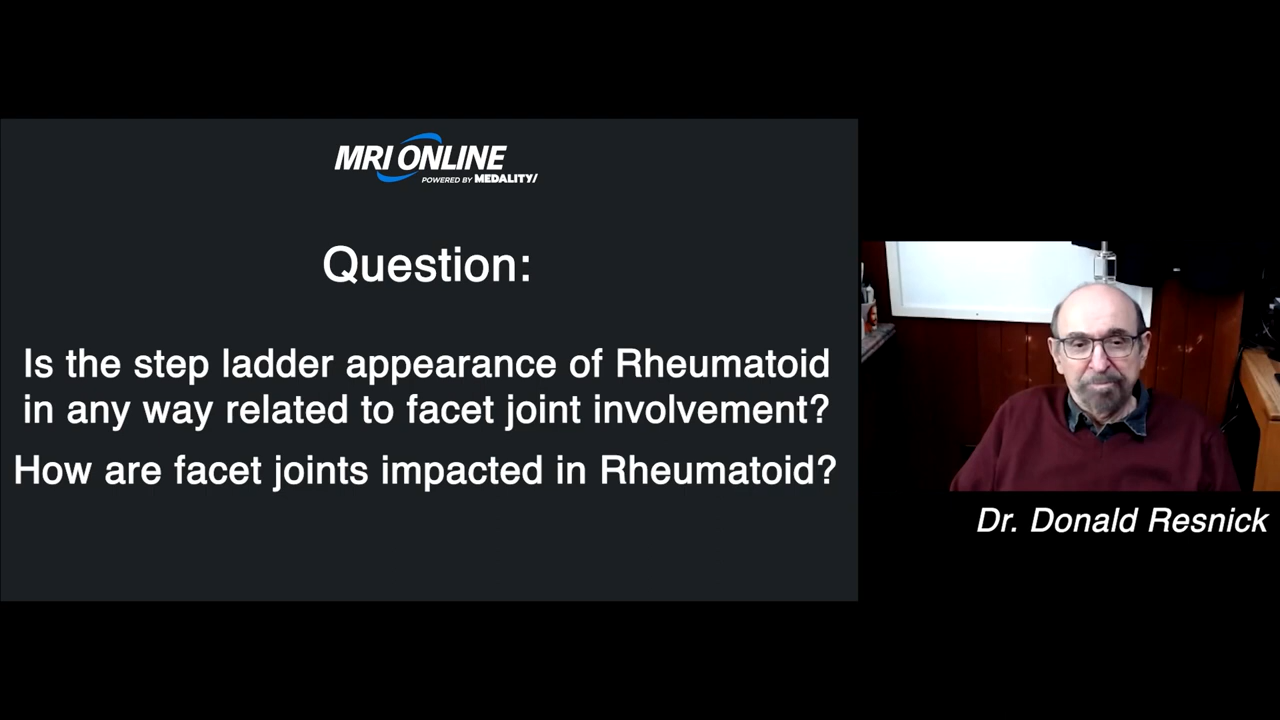 MRI ONLINE
POWERED BY MEDALITY/
Question:
Is the step ladder appearance of Rheumatoid
in any way related to facet joint involvement?
How are facet joints impacted in Rheumatoid?
Dr. Donald Resnick